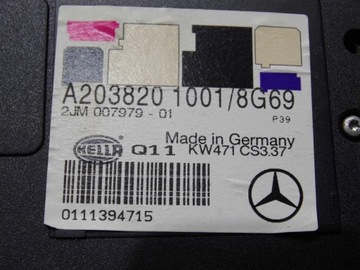 A203820 1001/8G69
2JM 007979 - 01
P39
Made in Germany
HELLA Q11 KW471 CS3.37
0111394715